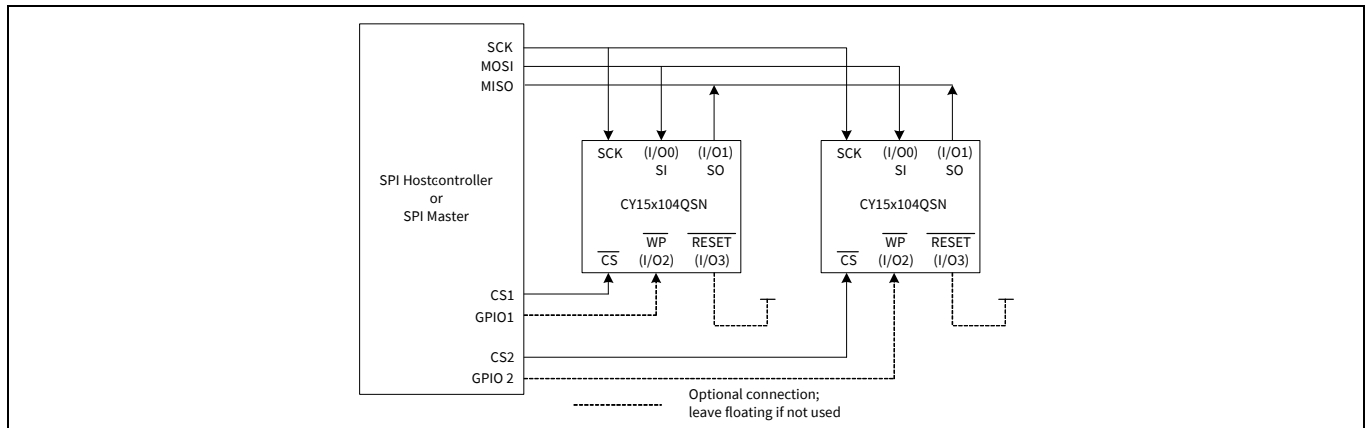 SCK
MOSI
MISO
SPI Hostcontroller
or
SPI Master
CS1
GPIO1
CS2
GPIO 2
SCK (I/O0) (I/O1)
SI SO
CY15x104QSN
WP RESET
CS (I/O2) (I/O3)
SCK (I/O0) (I/O1)
SI SO
CY15x104QSN
WP RESET
CS (I/O2) (I/O3)
Optional connection;
leave floating if not used